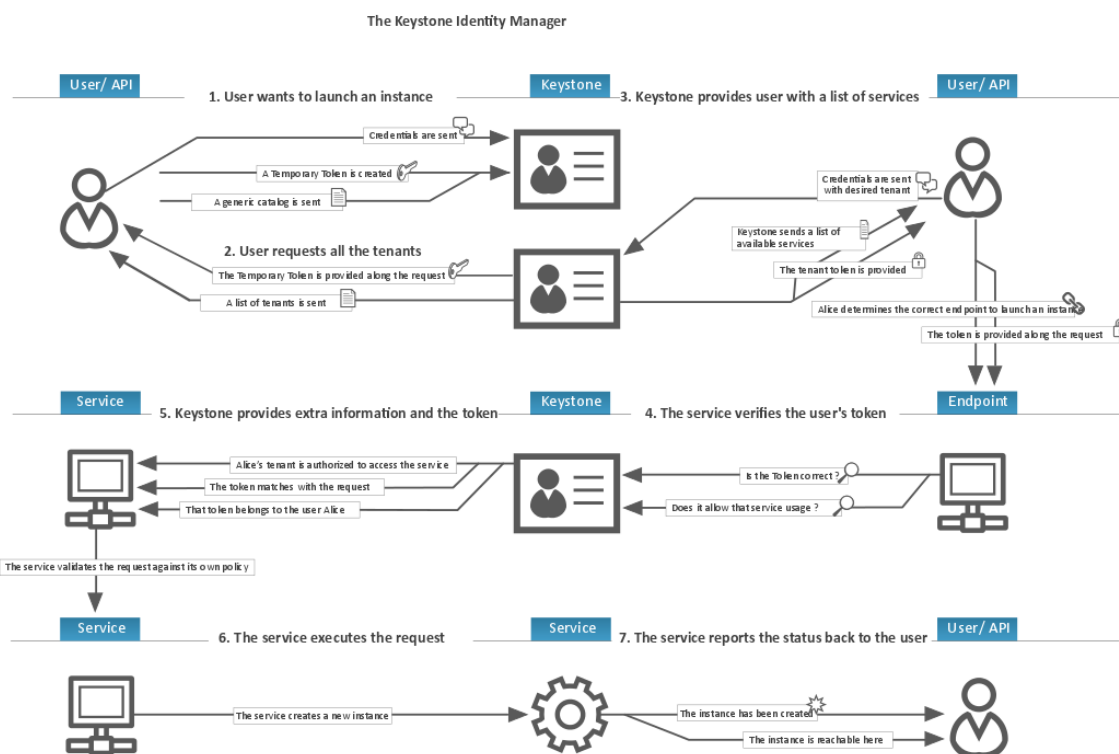 The Keystone Identity Manager
User/ API
1. User wants to launch an instance
Keystone
3. Keystone provides user with a list of services
User/ API
Credentials are sent
A Temporary Token is created
A generic catalog is sent
Credentials are sent
with desired tenant
Keystone sends a list of
available services
The tenant token is provided
2. User requests all the tenants
The Temporary Token is provided along the request
A list of tenants is sent
Alice determines the correct endpoint to launch an instance
The token is provided along the request
Service
5. Keystone provides extra information and the token
Keystone
4. The service verifies the user's token
Endpoint
Alice's tenant is authorized to access the service
The token matches with the request
That token belongs to the user Alice
Is the Token correct ?
Does it allow that service usage ?
The service validates the request against its own policy
Service
6. The service executes the request
Service
7. The service reports the status back to the user
User/ API
The service creates a new instance
The instance has been created
The instance is reachable here